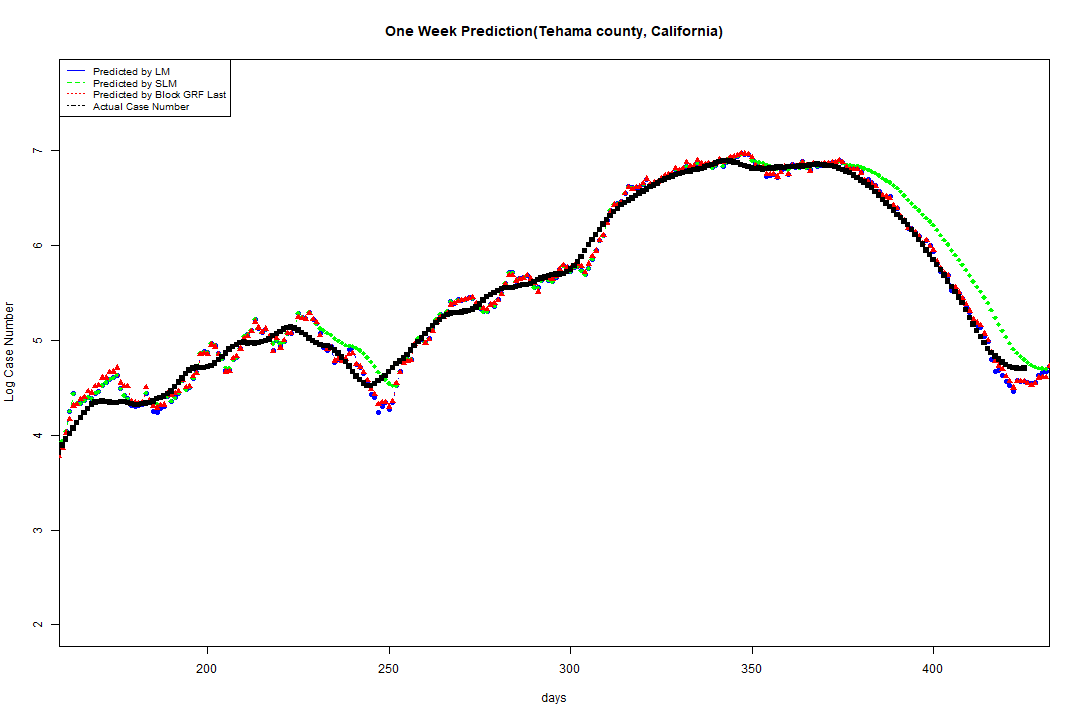 One Week Prediction(Tehama county, California)
Predicted by LM
Predicted by SLM
Predicted by Block GRF Last
Actual Case Number
7
6
5
4
3
2
Log Case Number
200 250 300 350 400
days